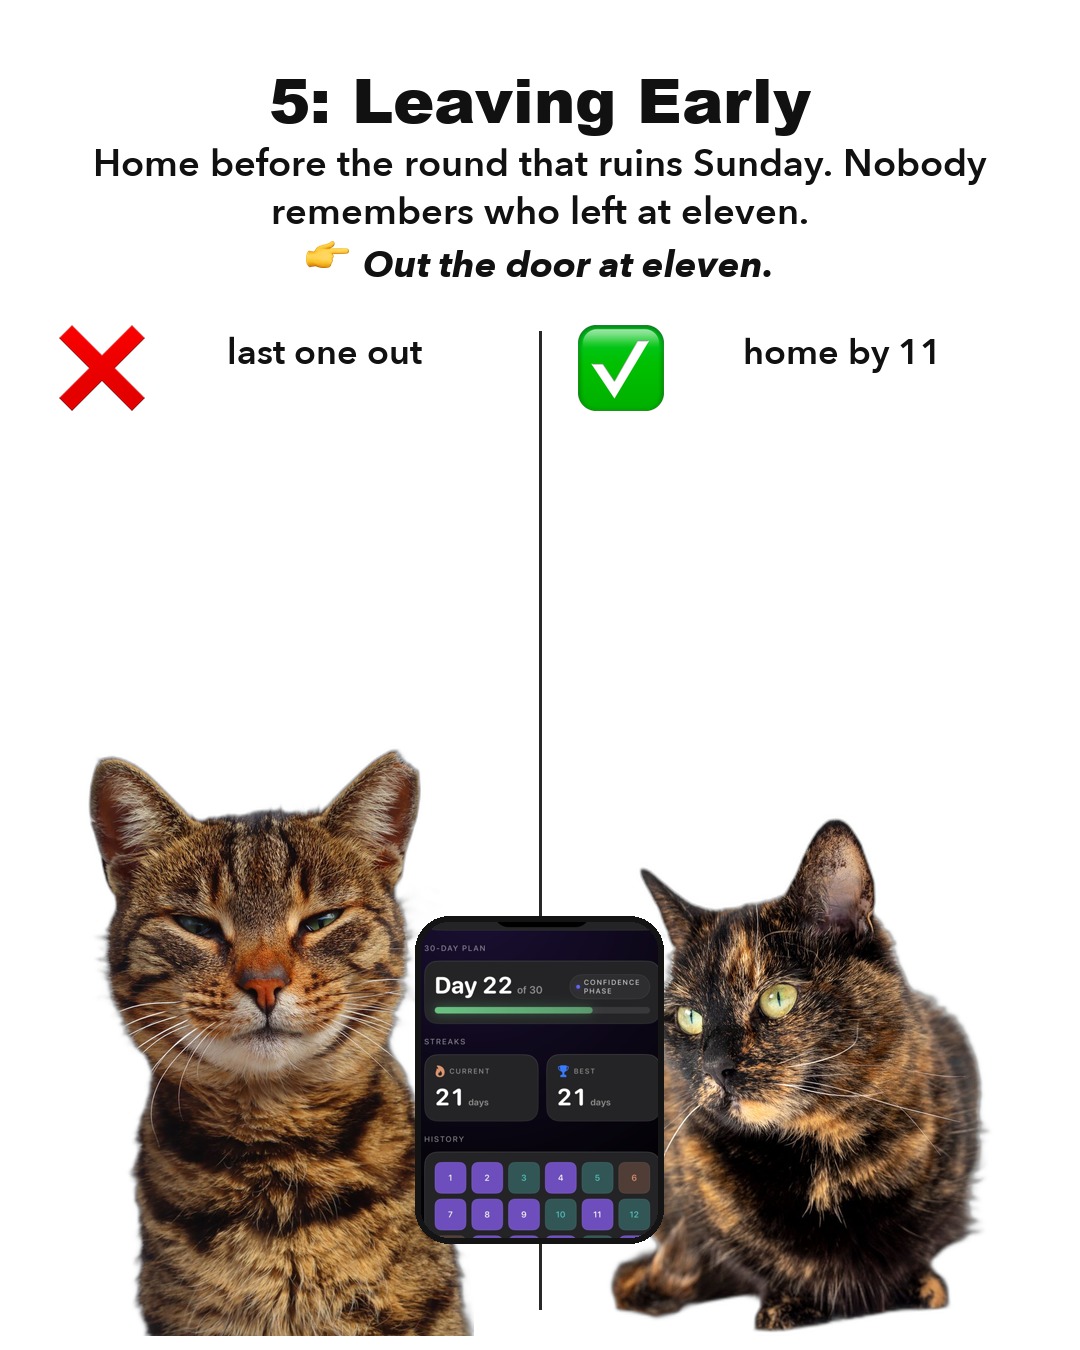 5: Leaving Early
Home before the round that ruins Sunday. Nobody
remembers who left at eleven.
👉 Out the door at eleven.
❌ last one out
✅ home by 11
30-DAY PLAN
Day 22 of 30
CONFIDENCE
PHASE
STREAKS
CURRENT
21 days
BEST
21 days
HISTORY
1 2 3 4 5 6
7 8 9 10 11 12